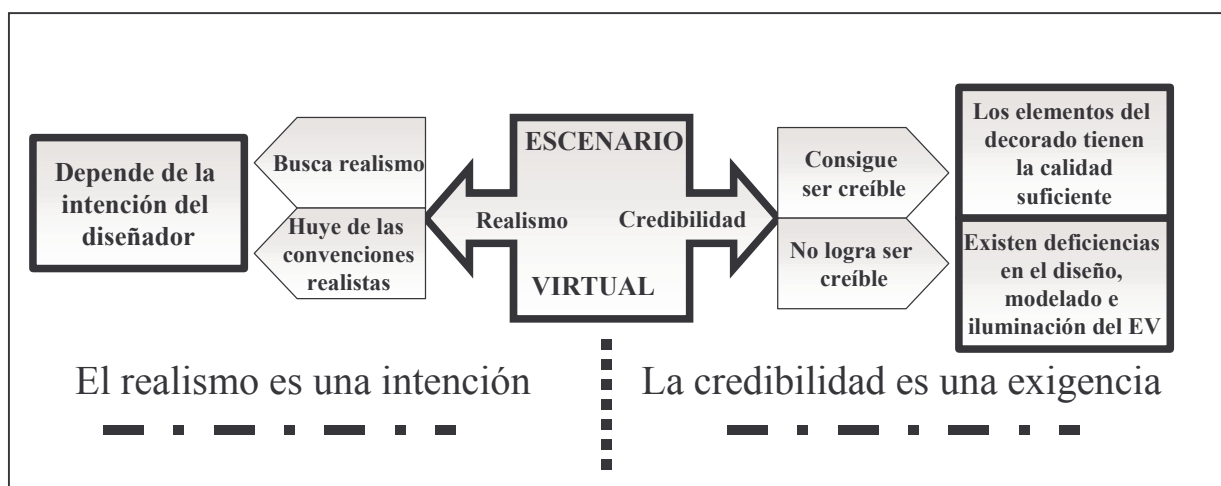 Depende de la
intención del
diseñador
Busca realismo
Huye de las
convenciones
realistas
ESCENARIO
Realismo
Credibilidad
VIRTUAL
Consigue
ser creíble
No logra ser
creíble
Los elementos del
decorado tienen
la calidad
suficiente
Existen deficiencias
en el diseño,
modelado e
iluminación del EV
El realismo es una intención
La credibilidad es una exigencia